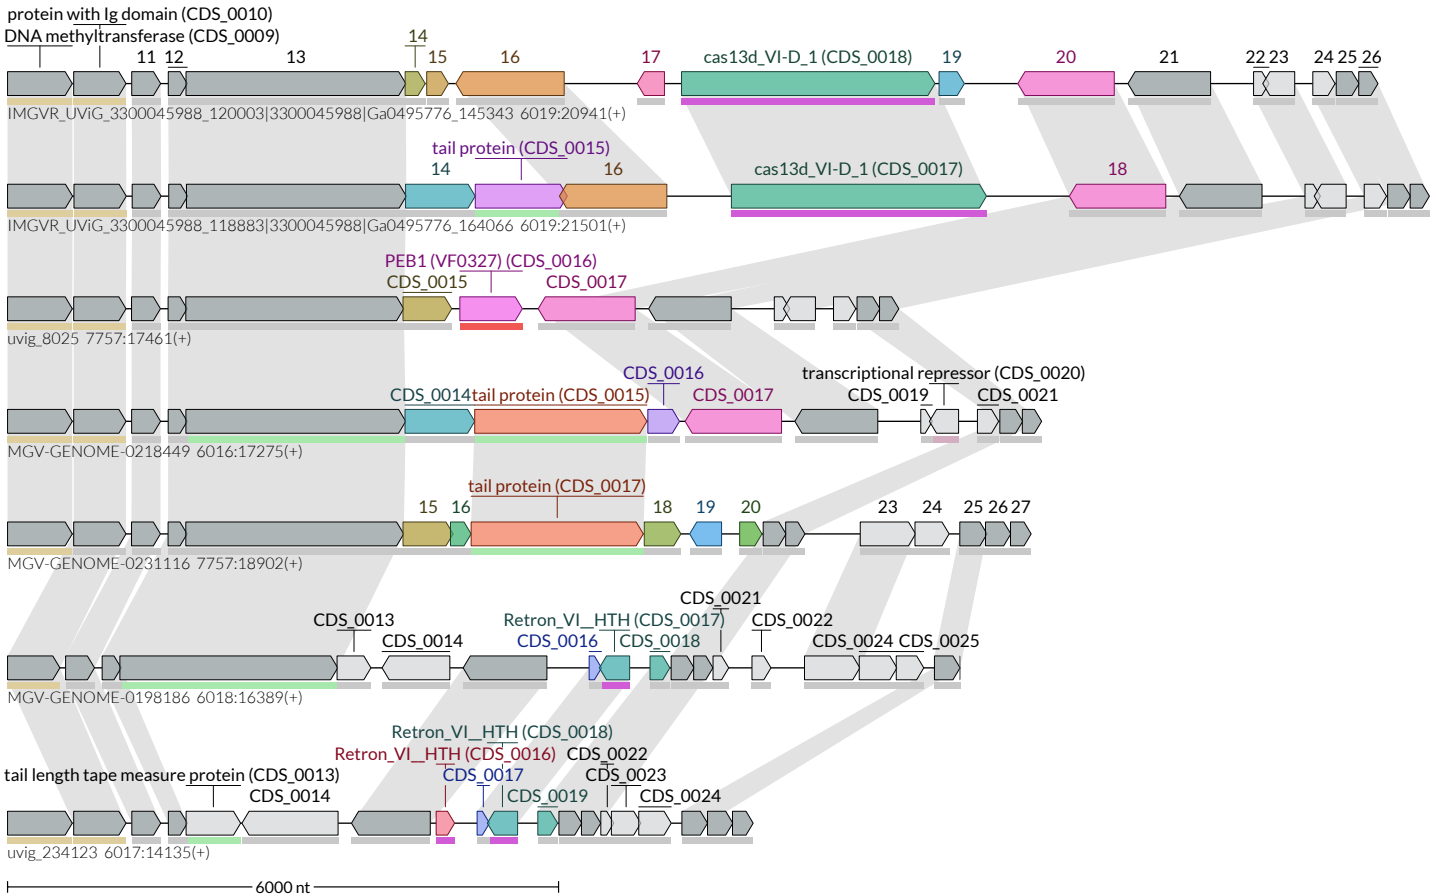 protein with Ig domain (CDS_0010)
DNA methyltransferase (CDS_0009) 11 12 13 14 15 16 17 cas13d_VI-D_1 (CDS_0018) 19 20 21 22 23 24 25 26
IMGVR_UViG_3300045988_120003|3300045988|Ga0495776_145343 6019:20941(+)
tail protein (CDS_0015)
14 16 cas13d_VI-D_1 (CDS_0017) 18
IMGVR_UViG_3300045988_118883|3300045988|Ga0495776_164066 6019:21501(+)
PEB1 (VF0327) (CDS_0016)
CDS_0015 CDS_0017
uvig_8025 7757:17461(+)
CDS_0016 transcriptional repressor (CDS_0020)
CDS_0014 tail protein (CDS_0015) CDS_0017 CDS_0019 CDS_0021
MGV-GENOME-0218449 6016:17275(+)
tail protein (CDS_0017)
15 16 18 19 20 23 24 25 26 27
MGV-GENOME-0231116 7757:18902(+)
CDS_0021
CDS_0013 Retron_VI__HTH (CDS_0017) CDS_0022
CDS_0014 CDS_0016 CDS_0018 CDS_0024 CDS_0025
MGV-GENOME-0198186 6018:16389(+)
Retron_VI__HTH (CDS_0018)
Retron_VI__HTH (CDS_0016) CDS_0022
tail length tape measure protein (CDS_0013) CDS_0017 CDS_0023
CDS_0014 CDS_0019 CDS_0024
uvig_234123 6017:14135(+)
6000 nt